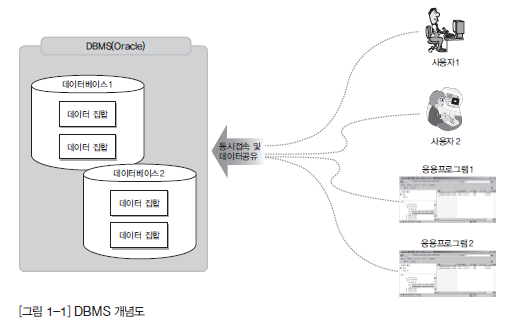 DBMS(Oracle)
데이터베이스 1
데이터 집합
데이터 집합
데이터베이스 2
데이터 집합
데이터 집합
동시접속 및
데이터공유
사용자 1
사용자 2
응용프로그램 1
응용프로그램 2
[그림 1-1] DBMS 개념도